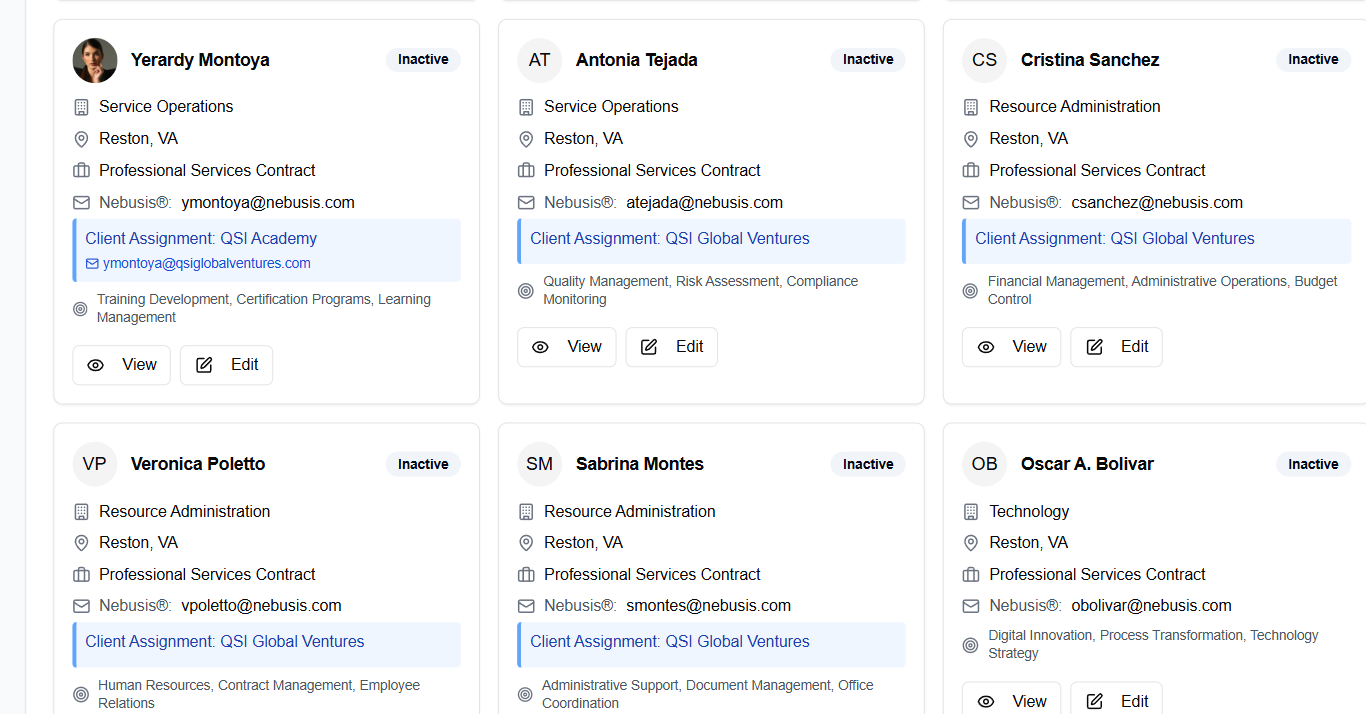 Yerardy Montoya
Inactive
Service Operations
Reston, VA
Professional Services Contract
Nebusis®: ymontoya@nebusis.com
Client Assignment: QSI Academy
ymontoya@qsiglobalventures.com
Training Development, Certification Programs, Learning
Management
View Edit
AT
Antonia Tejada
Inactive
Service Operations
Reston, VA
Professional Services Contract
Nebusis®: atejada@nebusis.com
Client Assignment: QSI Global Ventures
Quality Management, Risk Assessment, Compliance
Monitoring
View Edit
CS
Cristina Sanchez
Inactive
Resource Administration
Reston, VA
Professional Services Contract
Nebusis®: csanchez@nebusis.com
Client Assignment: QSI Global Ventures
Financial Management, Administrative Operations, Budget
Control
View Edit
VP
Veronica Poletto
Inactive
Resource Administration
Reston, VA
Professional Services Contract
Nebusis®: vpoletto@nebusis.com
Client Assignment: QSI Global Ventures
Human Resources, Contract Management, Employee
Relations
SM
Sabrina Montes
Inactive
Resource Administration
Reston, VA
Professional Services Contract
Nebusis®: smontes@nebusis.com
Client Assignment: QSI Global Ventures
Administrative Support, Document Management, Office
Coordination
OB
Oscar A. Bolivar
Inactive
Technology
Reston, VA
Professional Services Contract
Nebusis®: obolivar@nebusis.com
Digital Innovation, Process Transformation, Technology
Strategy
View Edit